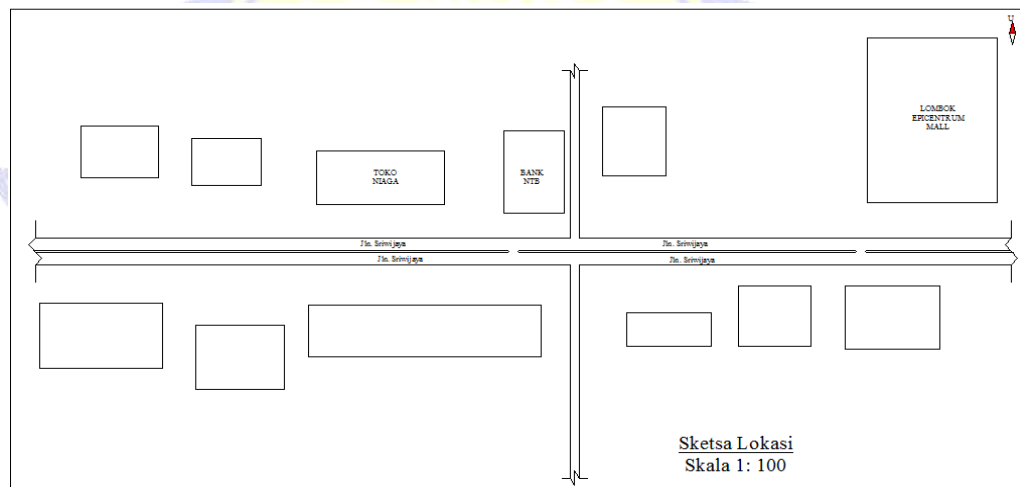 U
LOMBOK
EPICENTRUM
MALL
TOKO
NIAGA
BANK
NTB
Jln. Sriwijaya
Jln. Sriwijaya
Jln. Sriwijaya
Jln. Sriwijaya
Sketsa Lokasi
Skala 1: 100